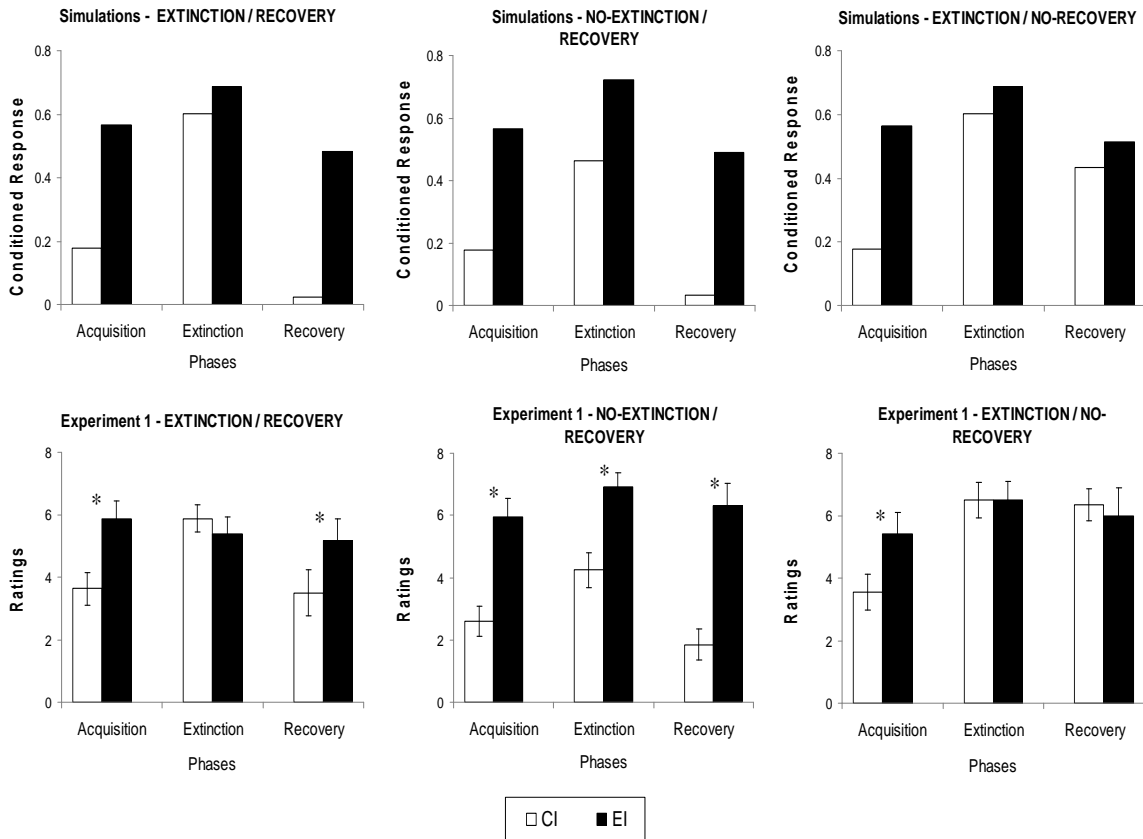 Simulations - EXTINCTION / RECOVERY
Conditioned Response
0.8
0.6
0.4
0.2
0
Acquisition Extinction Recovery
Phases
Simulations - NO-EXTINCTION /
RECOVERY
Conditioned Response
0.8
0.6
0.4
0.2
0
Acquisition Extinction Recovery
Phases
Simulations - EXTINCTION / NO-RECOVERY
Conditioned Response
0.8
0.6
0.4
0.2
0
Acquisition Extinction Recovery
Phases
Experiment 1 - EXTINCTION / RECOVERY
Ratings
8
6
4
2
0
* *
Acquisition Extinction Recovery
Phases
Experiment 1 - NO-EXTINCTION /
RECOVERY
Ratings
8
6
4
2
0
* * *
Acquisition Extinction Recovery
Phases
Experiment 1 - EXTINCTION / NO-
RECOVERY
Ratings
8
6
4
2
0
*
Acquisition Extinction Recovery
Phases
CI EI